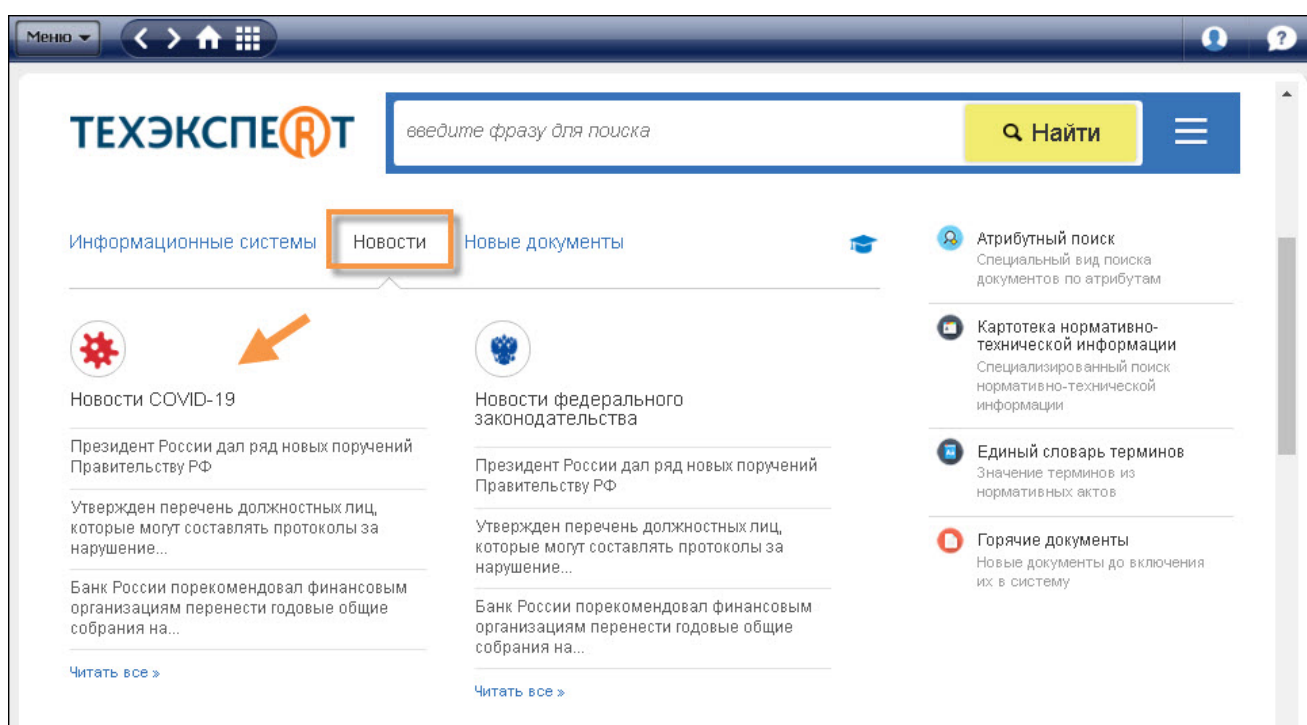 Меню
?
ТЕХЭКСПЕRТ
введите фразу для поиска
Найти
Информационные системы
Новости
Новые документы
Новости COVID-19
Президент России дал ряд новых поручений
Правительству РФ
Утвержден перечень должностных лиц,
которые могут составлять протоколы за
нарушение...
Банк России порекомендовал финансовым
организациям перенести годовые общие
собрания на...
Читать все »
Новости федерального
законодательства
Президент России дал ряд новых поручений
Правительству РФ
Утвержден перечень должностных лиц,
которые могут составлять протоколы за
нарушение...
Банк России порекомендовал финансовым
организациям перенести годовые общие
собрания на...
Читать все »
Атрибутный поиск
Специальный вид поиска
документов по атрибутам
Картотека нормативно-
технической информации
Специализированный поиск
нормативно-технической
информации
Единый словарь терминов
Значение терминов из
нормативных актов
Горячие документы
Новые документы до включения
их в систему